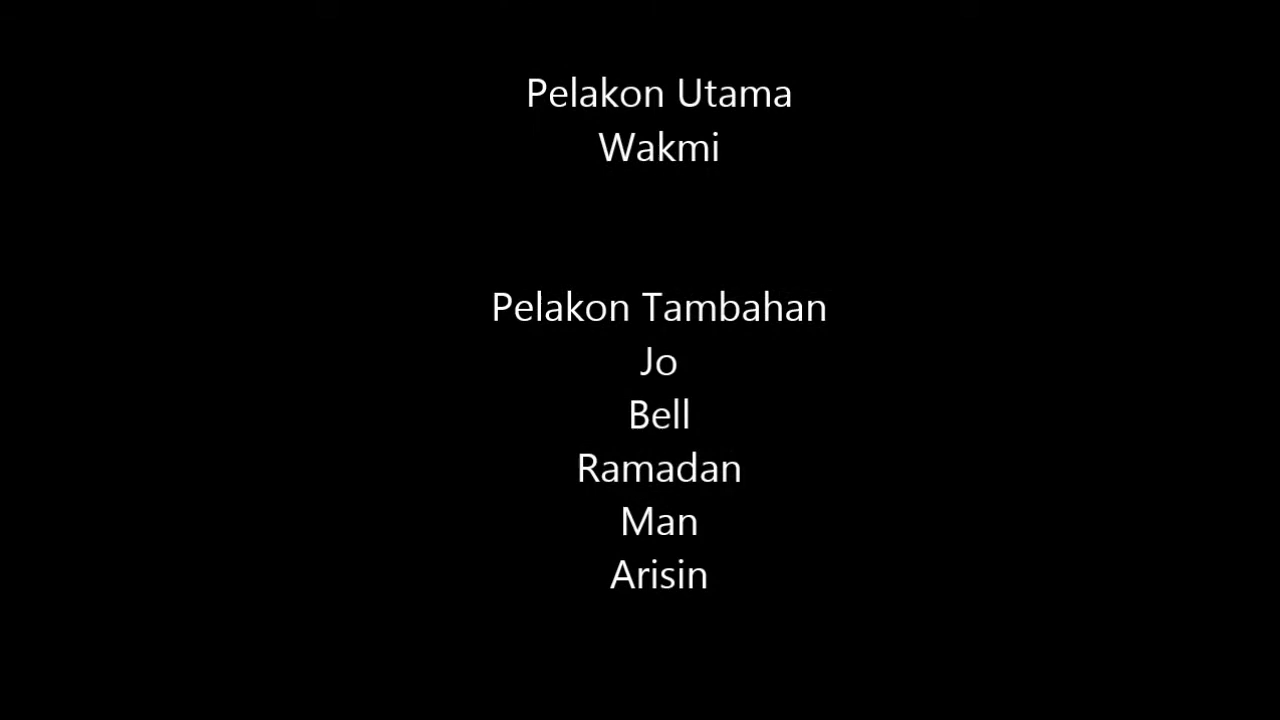 Pelakon Utama
Wakmi
Pelakon Tambahan
Jo
Bell
Ramadan
Man
Arisin